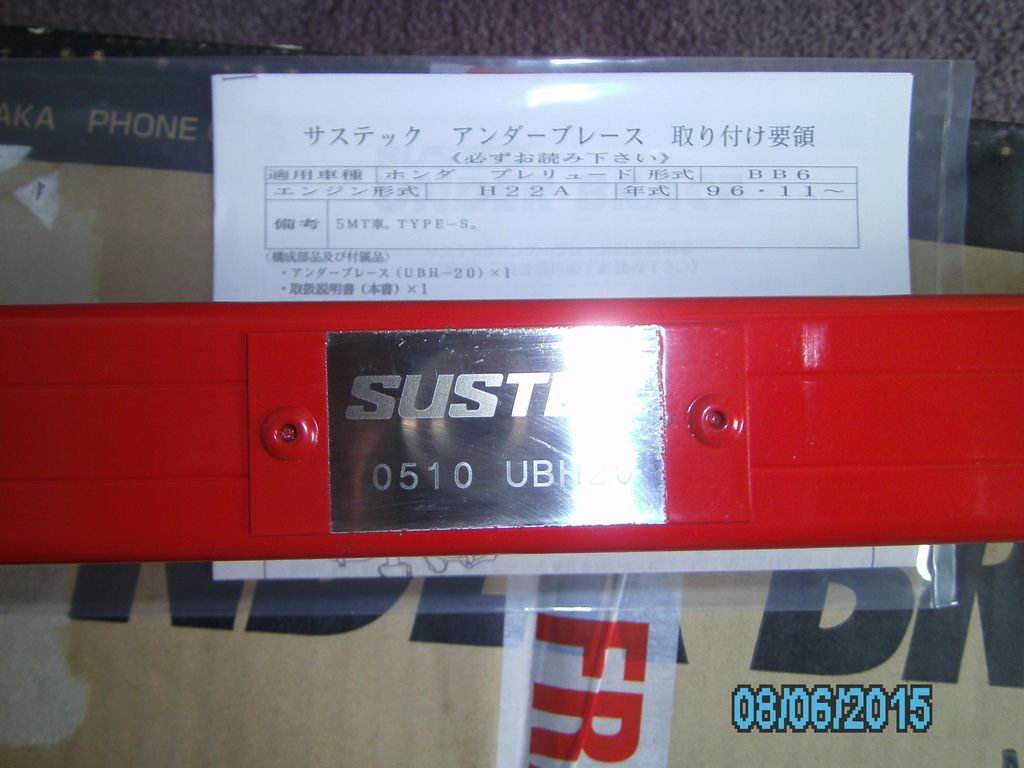 AKA PHONE
サステック アンダーブレース 取り付け要領
《必ずお読み下さい》
適用車種 ホンダ プレリュード 形式 BB6
エンジン形式 H22A 年式 96・11～
備考 5MT車。TYPE-S。
〈構成部品及び付属品〉
・アンダーブレース(UBH-20)×1
・取扱説明書(本書)×1
SUSTE
0510 UBH20
NDER BR
FR
08/06/2015